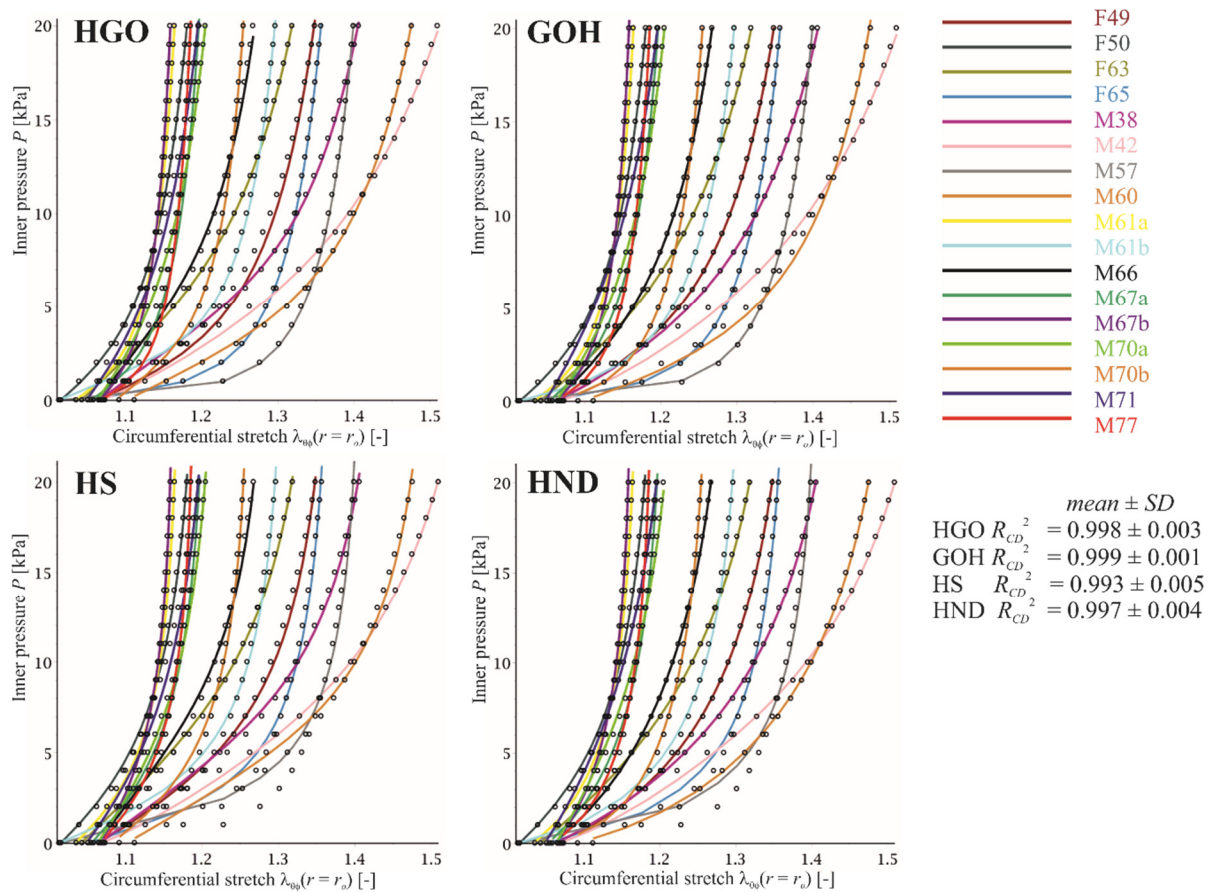 HGO
20
15
10
5
0
Inner pressure P [kPa]
1.1 1.2 1.3 1.4 1.5
Circumferential stretch λθϕ(r = ro) [-]
GOH
20
15
10
5
0
Inner pressure P [kPa]
1.1 1.2 1.3 1.4 1.5
Circumferential stretch λθϕ(r = ro) [-]
F49
F50
F63
F65
M38
M42
M57
M60
M61a
M61b
M66
M67a
M67b
M70a
M70b
M71
M77
HS
20
15
10
5
0
Inner pressure P [kPa]
1.1 1.2 1.3 1.4 1.5
Circumferential stretch λθϕ(r = ro) [-]
HND
20
15
10
5
0
Inner pressure P [kPa]
1.1 1.2 1.3 1.4 1.5
Circumferential stretch λθϕ(r = ro) [-]
mean ± SD
HGO RCD² = 0.998 ± 0.003
GOH RCD² = 0.999 ± 0.001
HS RCD² = 0.993 ± 0.005
HND RCD² = 0.997 ± 0.004